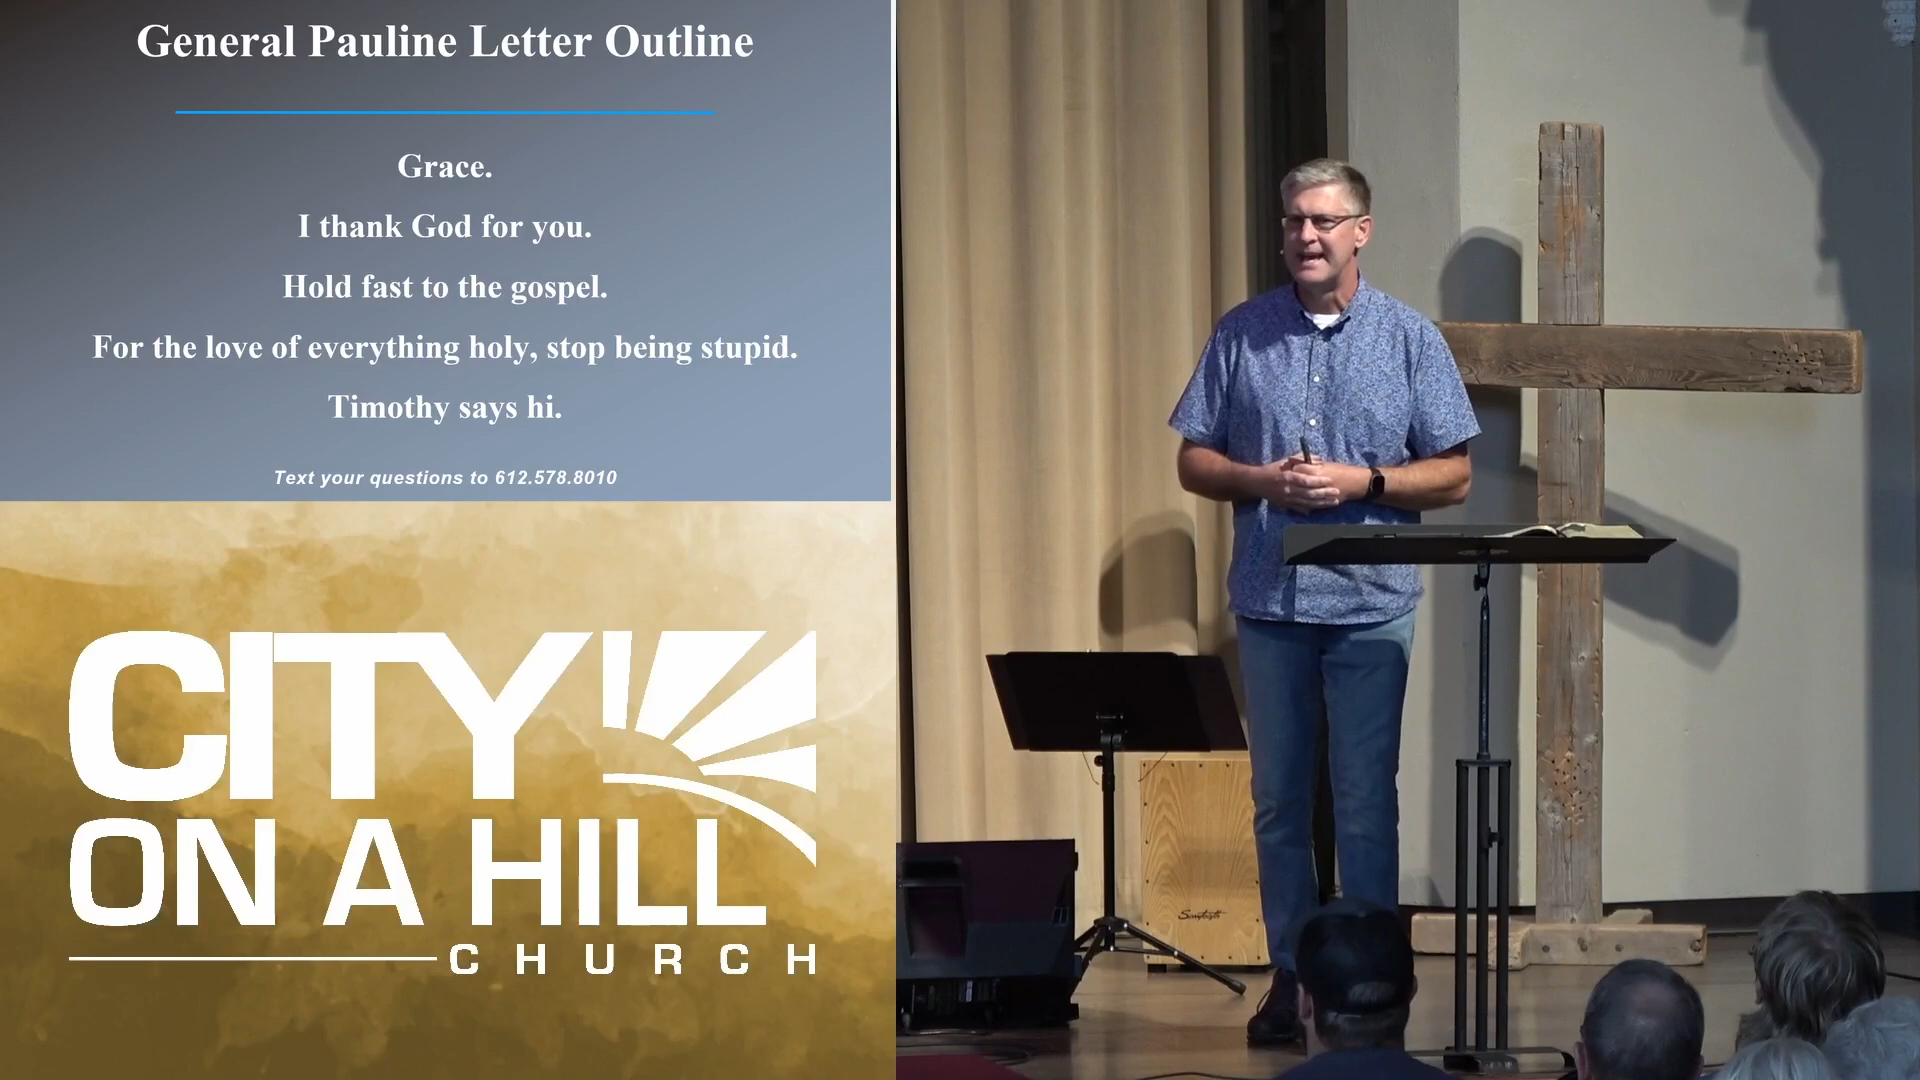 General Pauline Letter Outline
Grace.
I thank God for you.
Hold fast to the gospel.
For the love of everything holy, stop being stupid.
Timothy says hi.
Text your questions to 612.578.8010
CITY
ON A HILL
CHURCH